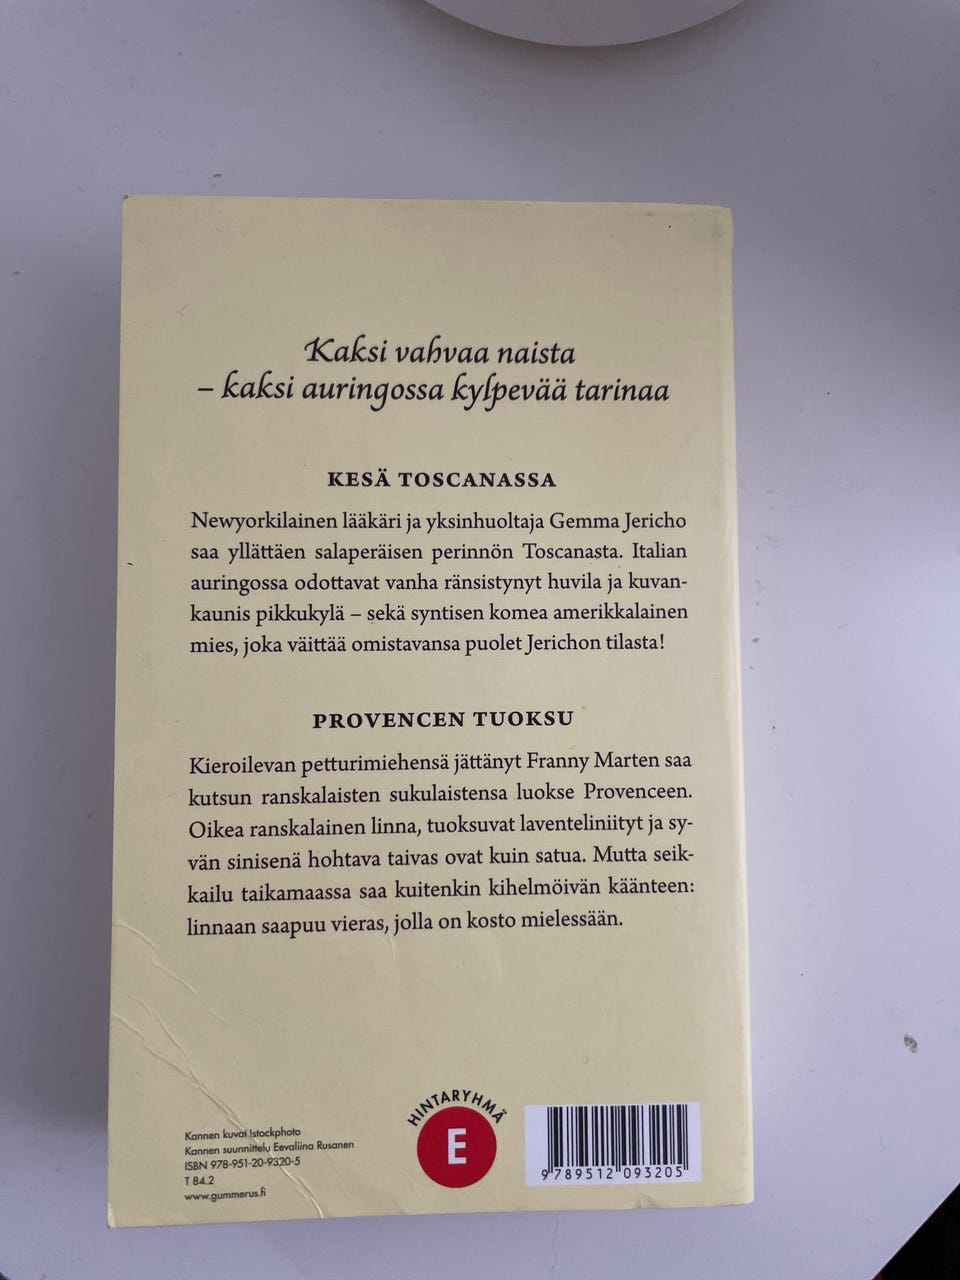 Kaksi vahvaa naista
– kaksi auringossa kylpevää tarinaa
KESÄ TOSCANASSA
Newyorkilainen lääkäri ja yksinhuoltaja Gemma Jericho
saa yllättäen salaperäisen perinnön Toscanasta. Italian
auringossa odottavat vanha ränsistynyt huvila ja kuvan-
kaunis pikkukylä – sekä syntisen komea amerikkalainen
mies, joka väittää omistavansa puolet Jerichon tilasta!
PROVENCEN TUOKSU
Kieroilevan petturimiehensä jättänyt Franny Marten saa
kutsun ranskalaisten sukulaistensa luokse Provenceen.
Oikea ranskalainen linna, tuoksuvat laventeliniityt ja sy-
vän sinisenä hohtava taivas ovat kuin satua. Mutta seik-
kailu taikamaassa saa kuitenkin kihelmöivän käänteen:
linnaan saapuu vieras, jolla on kosto mielessään.
HINTARYHMÄ
E
Kannen kuvat Istockphoto
Kannen suunnittelu Eevaliina Rusanen
ISBN 978-951-20-9320-5
T 84.2
www.gummerus.fi
9 789512 093205